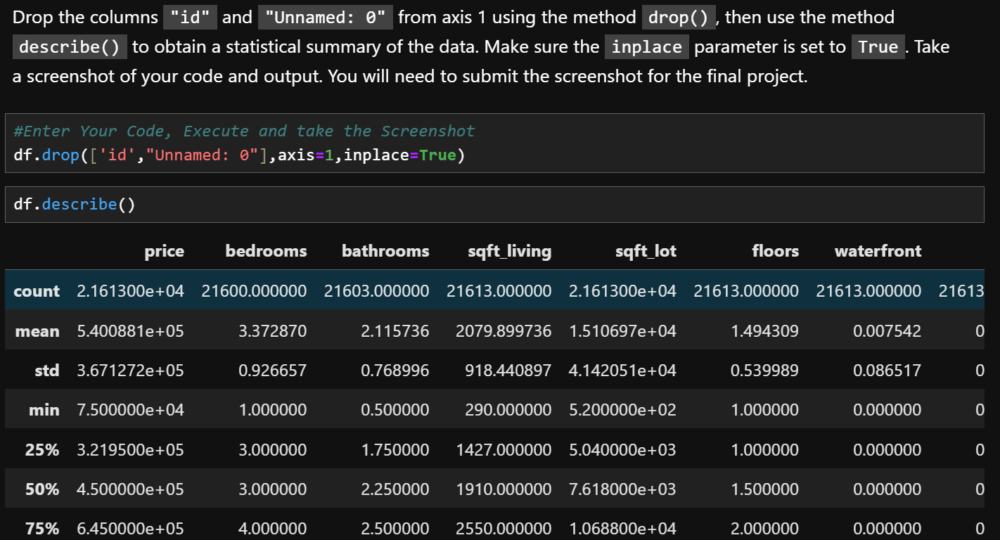 Drop the columns "id" and "Unnamed: 0" from axis 1 using the method drop(), then use the method
describe() to obtain a statistical summary of the data. Make sure the inplace parameter is set to True. Take
a screenshot of your code and output. You will need to submit the screenshot for the final project.
#Enter Your Code, Execute and take the Screenshot
df.drop(['id',"Unnamed: 0"],axis=1,inplace=True)
df.describe()
price bedrooms bathrooms sqft_living sqft_lot floors waterfront
count 2.161300e+04 21600.000000 21603.000000 21613.000000 2.161300e+04 21613.000000 21613.000000 21613
mean 5.400881e+05 3.372870 2.115736 2079.899736 1.510697e+04 1.494309 0.007542 0
std 3.671272e+05 0.926657 0.768996 918.440897 4.142051e+04 0.539989 0.086517 0
min 7.500000e+04 1.000000 0.500000 290.000000 5.200000e+02 1.000000 0.000000 0
25% 3.219500e+05 3.000000 1.750000 1427.000000 5.040000e+03 1.000000 0.000000 0
50% 4.500000e+05 3.000000 2.250000 1910.000000 7.618000e+03 1.500000 0.000000 0
75% 6.450000e+05 4.000000 2.500000 2550.000000 1.068800e+04 2.000000 0.000000 0